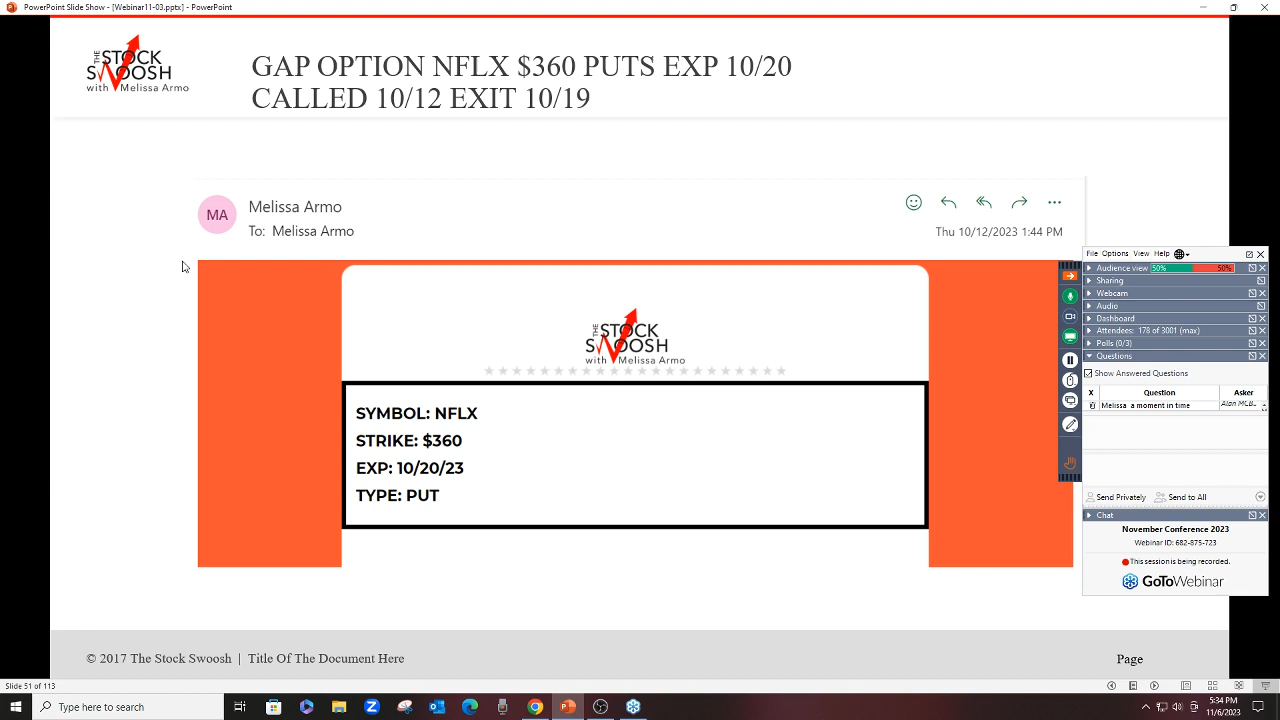 PowerPoint Slide Show - [Webinar11-03.pptx] - PowerPoint
THE STOCK SWOOSH
with Melissa Armo
GAP OPTION NFLX $360 PUTS EXP 10/20
CALLED 10/12 EXIT 10/19
MA
Melissa Armo
To: Melissa Armo
Thu 10/12/2023 1:44 PM
THE STOCK SWOOSH
with Melissa Armo
SYMBOL: NFLX
STRIKE: $360
EXP: 10/20/23
TYPE: PUT
File Options View Help
Audience view 50% 50%
Sharing
Webcam
Audio
Dashboard
Attendees: 178 of 3001 (max)
Polls (0/3)
Questions
Show Answered Questions
X Question Asker
Melissa a moment in time Alan MCB...
Send Privately Send to All
Chat
November Conference 2023
Webinar ID: 682-875-723
This session is being recorded.
GoToWebinar
© 2017 The Stock Swoosh | Title Of The Document Here
Page
Slide 51 of 113
Type here to search
5:34 PM
11/6/2023